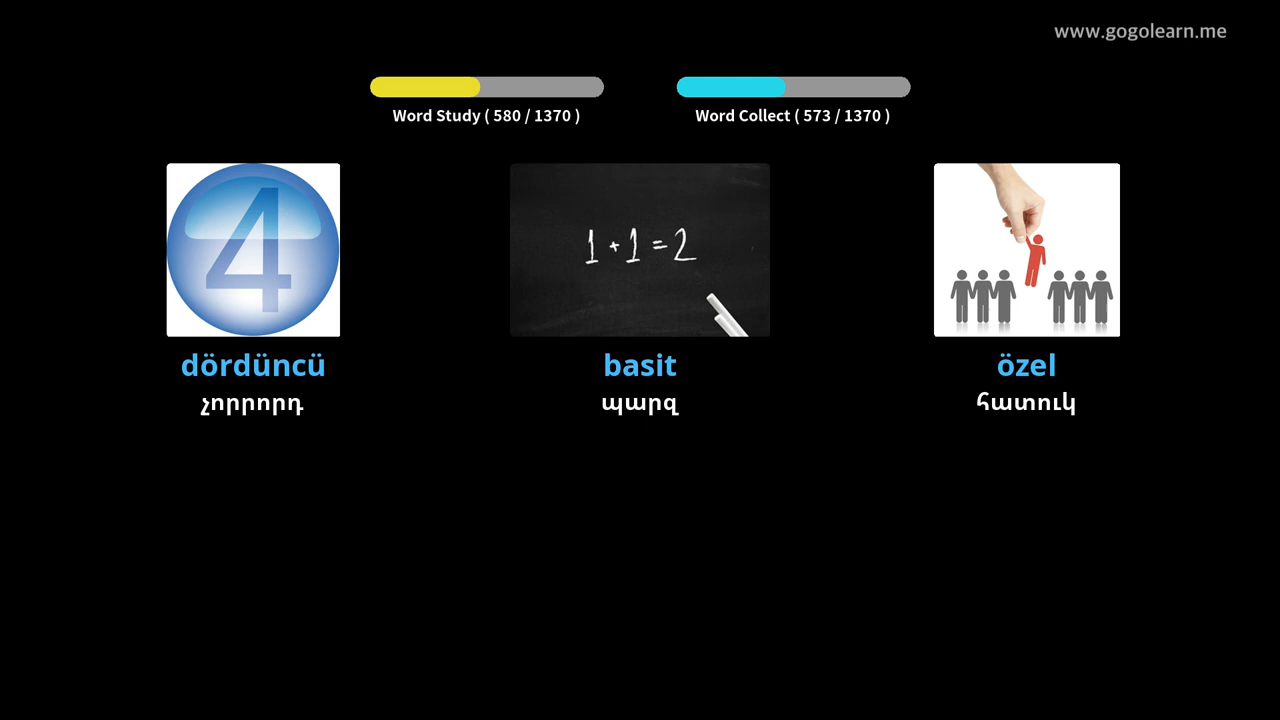 www.gogolearn.me
Word Study ( 580 / 1370 )
Word Collect ( 573 / 1370 )
4
1 + 1 = 2
dördüncü
basit
özel
չորրորդ
պարզ
հատուկ